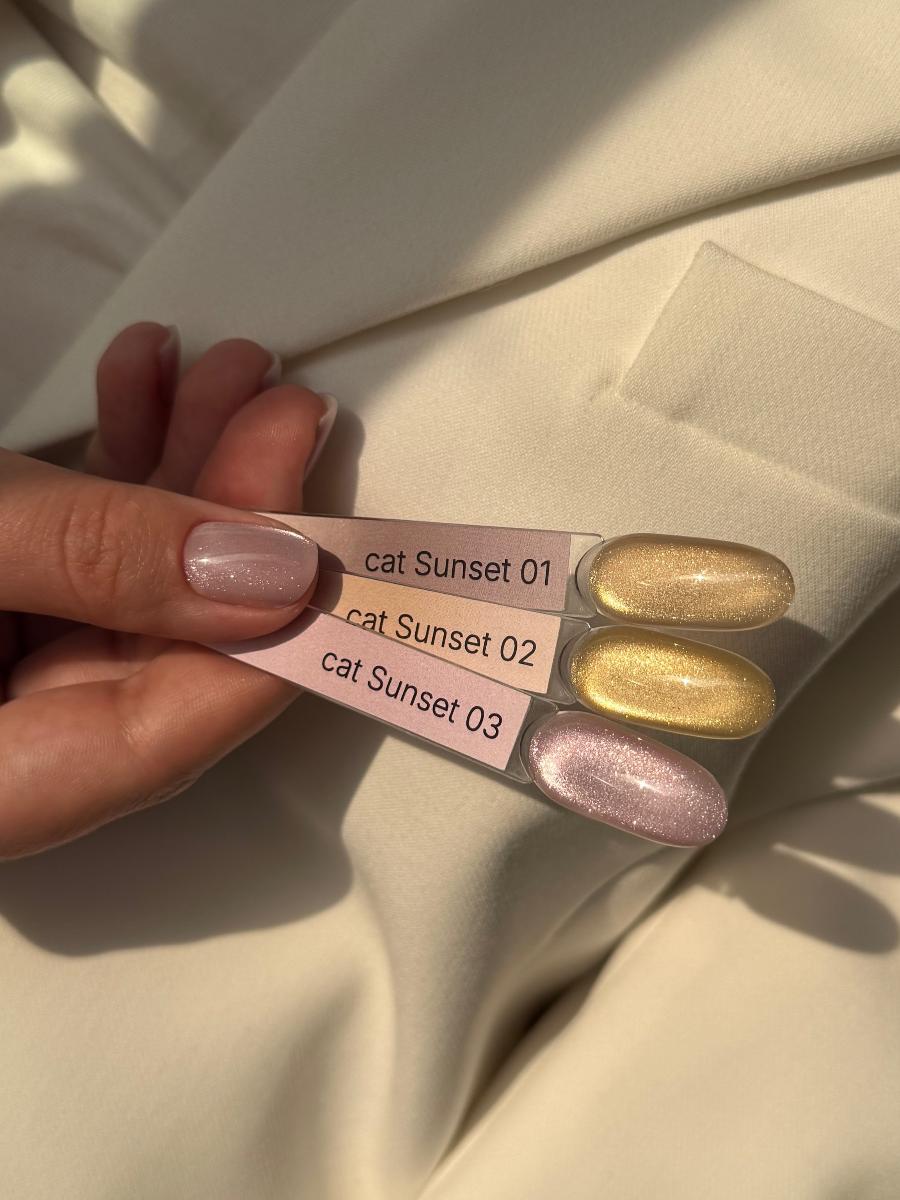 cat Sunset 01
cat Sunset 02
cat Sunset 03